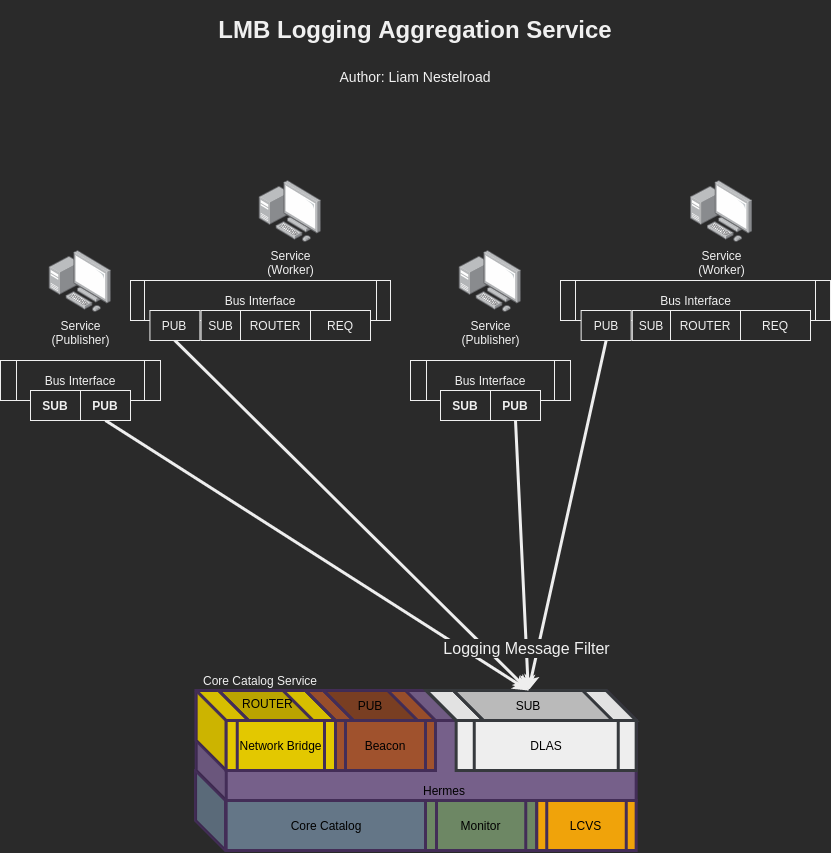 LMB Logging Aggregation Service
Author: Liam Nestelroad
Service
(Worker)
Bus Interface
PUB SUB ROUTER REQ
Service
(Worker)
Bus Interface
PUB SUB ROUTER REQ
Service
(Publisher)
Bus Interface
SUB PUB
Service
(Publisher)
Bus Interface
SUB PUB
Logging Message Filter
Core Catalog Service
ROUTER PUB SUB
Network Bridge Beacon DLAS
Hermes
Core Catalog Monitor LCVS